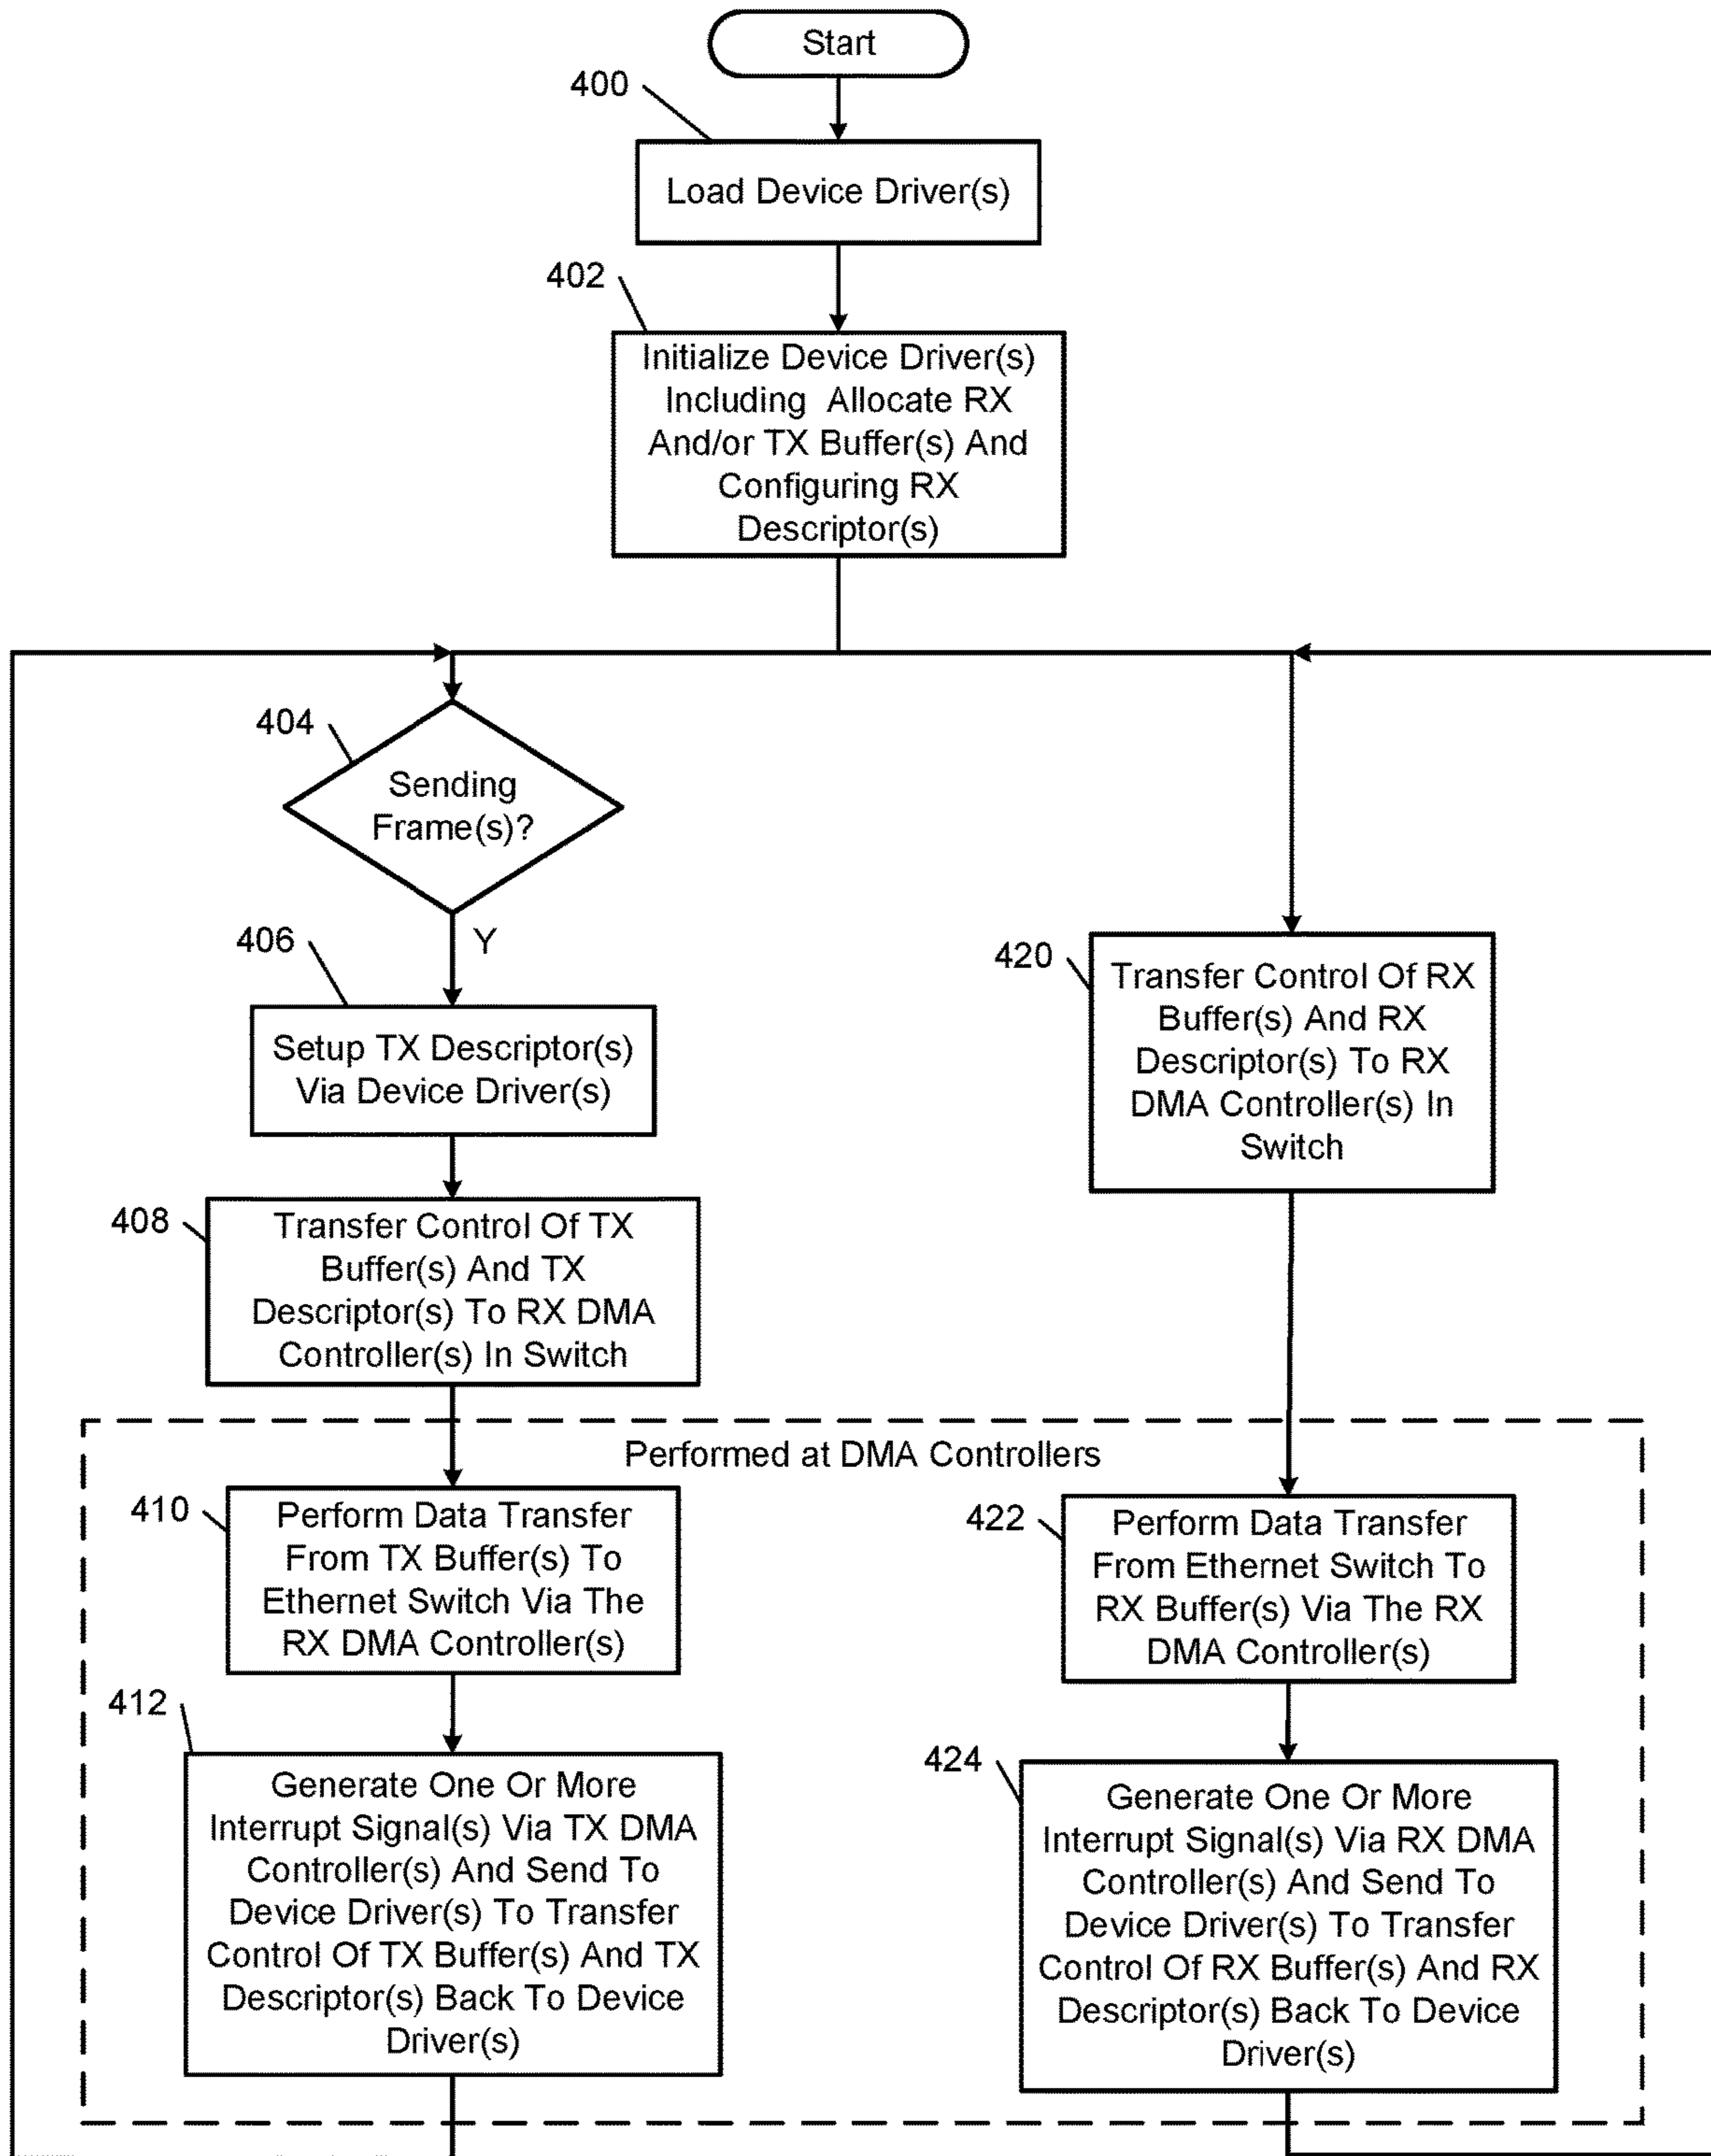 Start
400
Load Device Driver(s)
402
Initialize Device Driver(s)
Including Allocate RX
And/or TX Buffer(s) And
Configuring RX
Descriptor(s)
404
Sending
Frame(s)?
Y
406
Setup TX Descriptor(s)
Via Device Driver(s)
408
Transfer Control Of TX
Buffer(s) And TX
Descriptor(s) To RX DMA
Controller(s) In Switch
420
Transfer Control Of RX
Buffer(s) And RX
Descriptor(s) To RX
DMA Controller(s) In
Switch
Performed at DMA Controllers
410
Perform Data Transfer
From TX Buffer(s) To
Ethernet Switch Via The
RX DMA Controller(s)
412
Generate One Or More
Interrupt Signal(s) Via TX DMA
Controller(s) And Send To
Device Driver(s) To Transfer
Control Of TX Buffer(s) And TX
Descriptor(s) Back To Device
Driver(s)
422
Perform Data Transfer
From Ethernet Switch To
RX Buffer(s) Via The RX
DMA Controller(s)
424
Generate One Or More
Interrupt Signal(s) Via RX DMA
Controller(s) And Send To
Device Driver(s) To Transfer
Control Of RX Buffer(s) And RX
Descriptor(s) Back To Device
Driver(s)